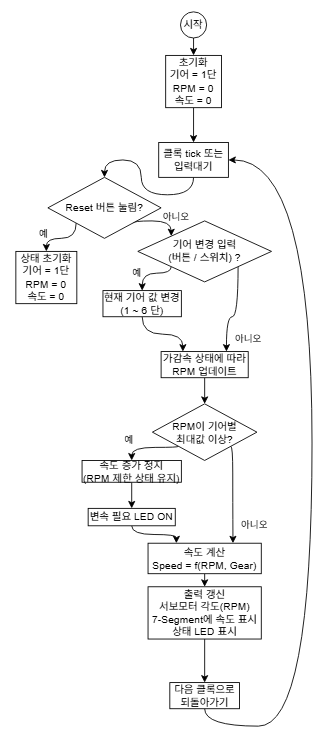 시작
초기화
기어 = 1단
RPM = 0
속도 = 0
클록 tick 또는
입력대기
Reset 버튼 눌림?
예
아니오
상태 초기화
기어 = 1단
RPM = 0
속도 = 0
기어 변경 입력
(버튼 / 스위치) ?
예
아니오
현재 기어 값 변경
(1 ~ 6 단)
가감속 상태에 따라
RPM 업데이트
RPM이 기어별
최대값 이상?
예
아니오
속도 증가 정지
(RPM 제한 상태 유지)
변속 필요 LED ON
속도 계산
Speed = f(RPM, Gear)
출력 갱신
서보모터 각도(RPM)
7-Segment에 속도 표시
상태 LED 표시
다음 클록으로
되돌아가기